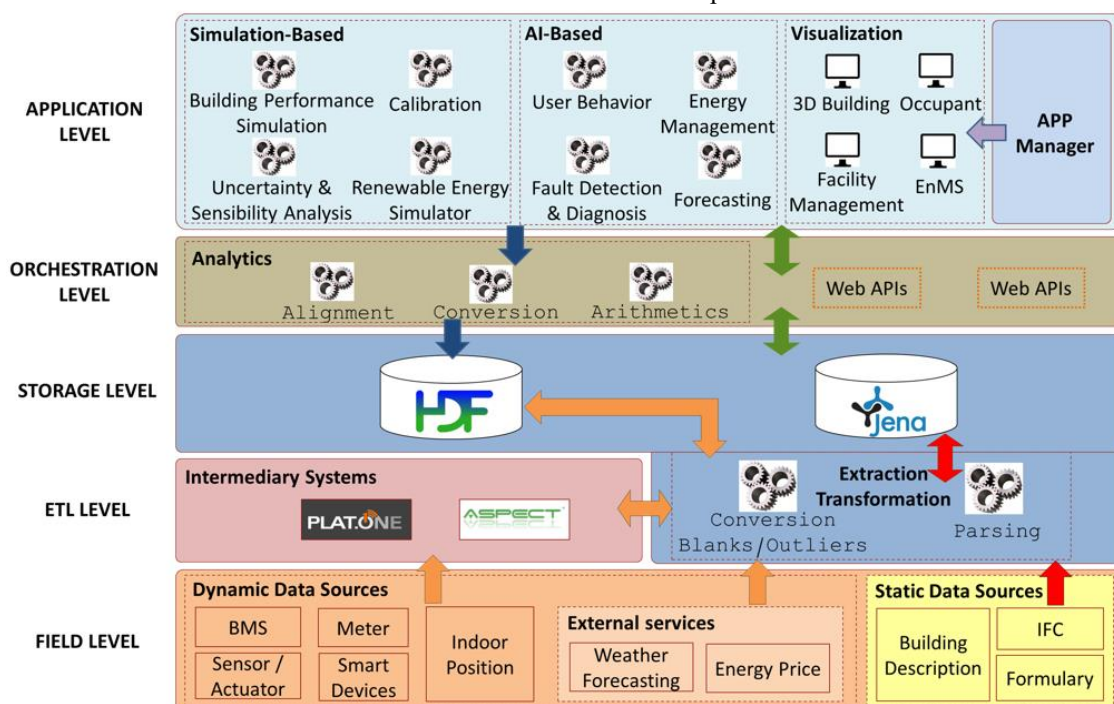 APPLICATION
LEVEL
Simulation-Based
Building Performance
Simulation
Calibration
Uncertainty &
Sensibility Analysis
Renewable Energy
Simulator
AI-Based
User Behavior
Energy
Management
Fault Detection
& Diagnosis
Forecasting
Visualization
3D Building
Occupant
Facility
Management
EnMS
APP
Manager
ORCHESTRATION
LEVEL
Analytics
Alignment
Conversion
Arithmetics
Web APIs
Web APIs
STORAGE LEVEL
HDF
jena
ETL LEVEL
Intermediary Systems
PLAT.ONE
ASPECT
Extraction
Transformation
Conversion
Blanks/Outliers
Parsing
FIELD LEVEL
Dynamic Data Sources
BMS
Meter
Sensor /
Actuator
Smart
Devices
Indoor
Position
External services
Weather
Forecasting
Energy Price
Static Data Sources
Building
Description
IFC
Formulary